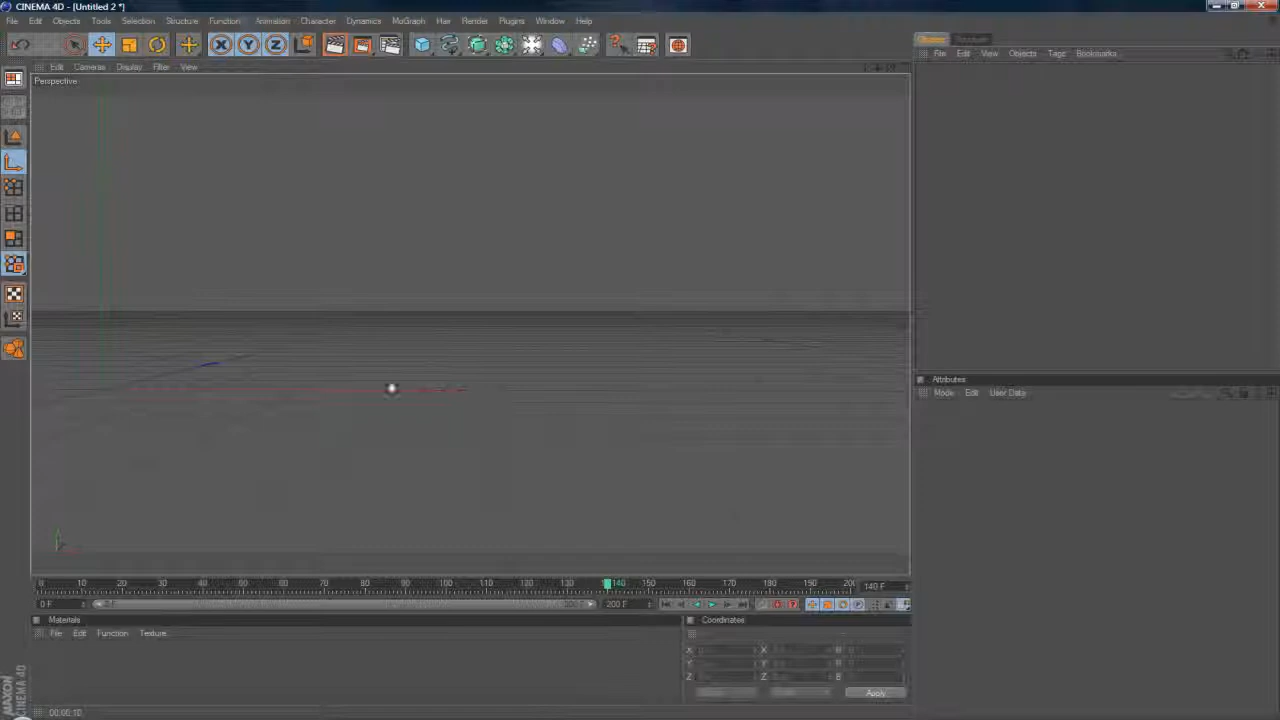 CINEMA 4D - [Untitled 2 *]
File Edit Objects Tools Selection Structure Function Animation Character Dynamics MoGraph Hair Render Plugins Window Help
X Y Z
File Edit View Objects Tags Bookmarks
Edit Cameras Display Filter View
Perspective
Attributes
Mode Edit User Data
0 10 20 30 40 50 60 70 80 90 100 110 120 130 140 150 160 170 180 190 200
140 F
0 F
200 F
Materials
Coordinates
File Edit Function Texture
X X
Y Y
Z Z
Apply
MAXON
CINEMA 4D
00:00:10